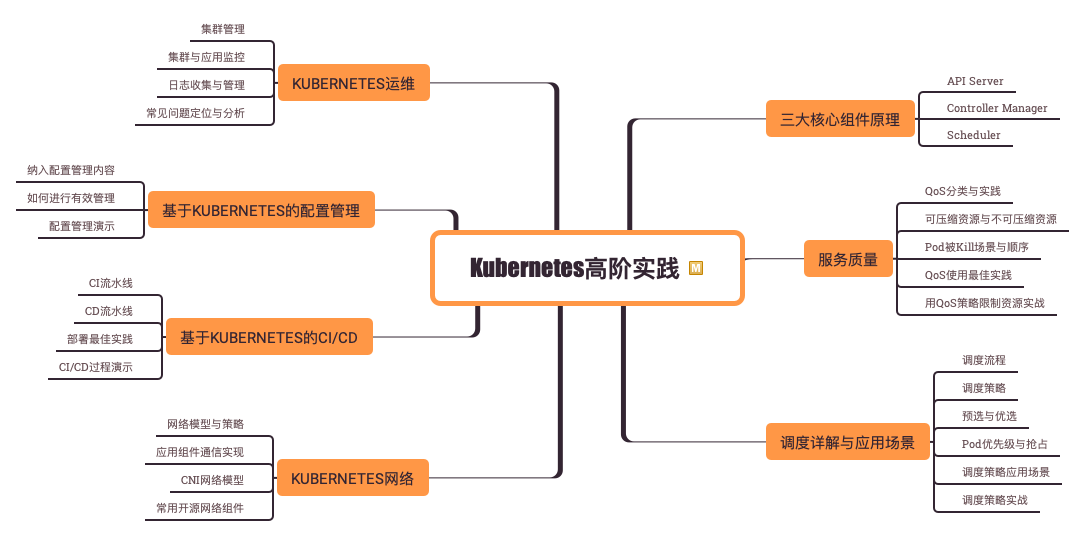 Kubernetes高阶实践 M
三大核心组件原理
API Server
Controller Manager
Scheduler
服务质量
QoS分类与实践
可压缩资源与不可压缩资源
Pod被Kill场景与顺序
QoS使用最佳实践
用QoS策略限制资源实战
调度详解与应用场景
调度流程
调度策略
预选与优选
Pod优先级与抢占
调度策略应用场景
调度策略实战
KUBERNETES运维
集群管理
集群与应用监控
日志收集与管理
常见问题定位与分析
基于KUBERNETES的配置管理
纳入配置管理内容
如何进行有效管理
配置管理演示
基于KUBERNETES的CI/CD
CI流水线
CD流水线
部署最佳实践
CI/CD过程演示
KUBERNETES网络
网络模型与策略
应用组件通信实现
CNI网络模型
常用开源网络组件